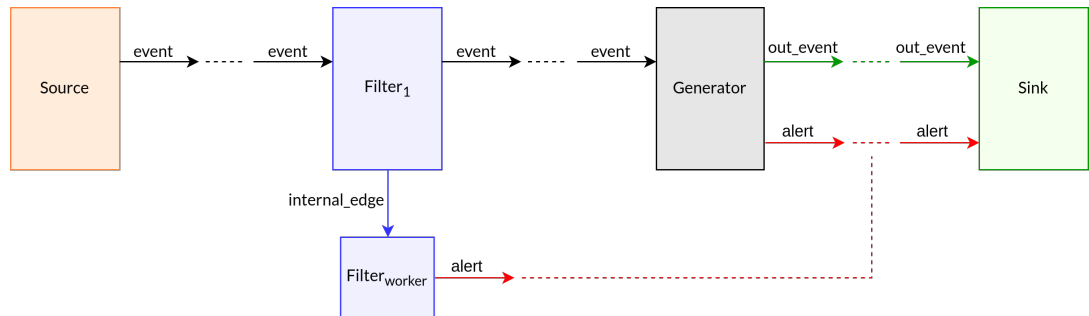 event
event
event
event
out_event
out_event
Source
Filter1
Generator
Sink
alert
alert
internal_edge
Filterworker
alert